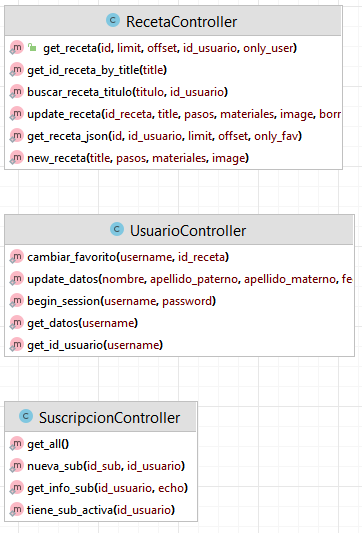 C RecetaController
m get_receta(id, limit, offset, id_usuario, only_user)
m get_id_receta_by_title(title)
m buscar_receta_titulo(titulo, id_usuario)
m update_receta(id_receta, title, pasos, materiales, image, borr
m get_receta_json(id, id_usuario, limit, offset, only_fav)
m new_receta(title, pasos, materiales, image)
C UsuarioController
m cambiar_favorito(username, id_receta)
m update_datos(nombre, apellido_paterno, apellido_materno, fe
m begin_session(username, password)
m get_datos(username)
m get_id_usuario(username)
C SuscripcionController
m get_all()
m nueva_sub(id_sub, id_usuario)
m get_info_sub(id_usuario, echo)
m tiene_sub_activa(id_usuario)